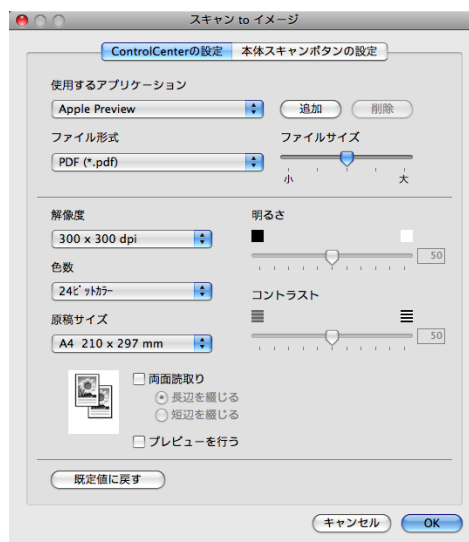 スキャン to イメージ
ControlCenterの設定 本体スキャンボタンの設定
使用するアプリケーション
Apple Preview 追加 削除
ファイル形式 ファイルサイズ
PDF (*.pdf)
小 大
解像度 明るさ
300 x 300 dpi
50
色数
24ﾋﾞｯﾄｶﾗｰ
コントラスト
原稿サイズ
A4 210 x 297 mm 50
両面読取り
長辺を綴じる
短辺を綴じる
プレビューを行う
既定値に戻す
キャンセル OK